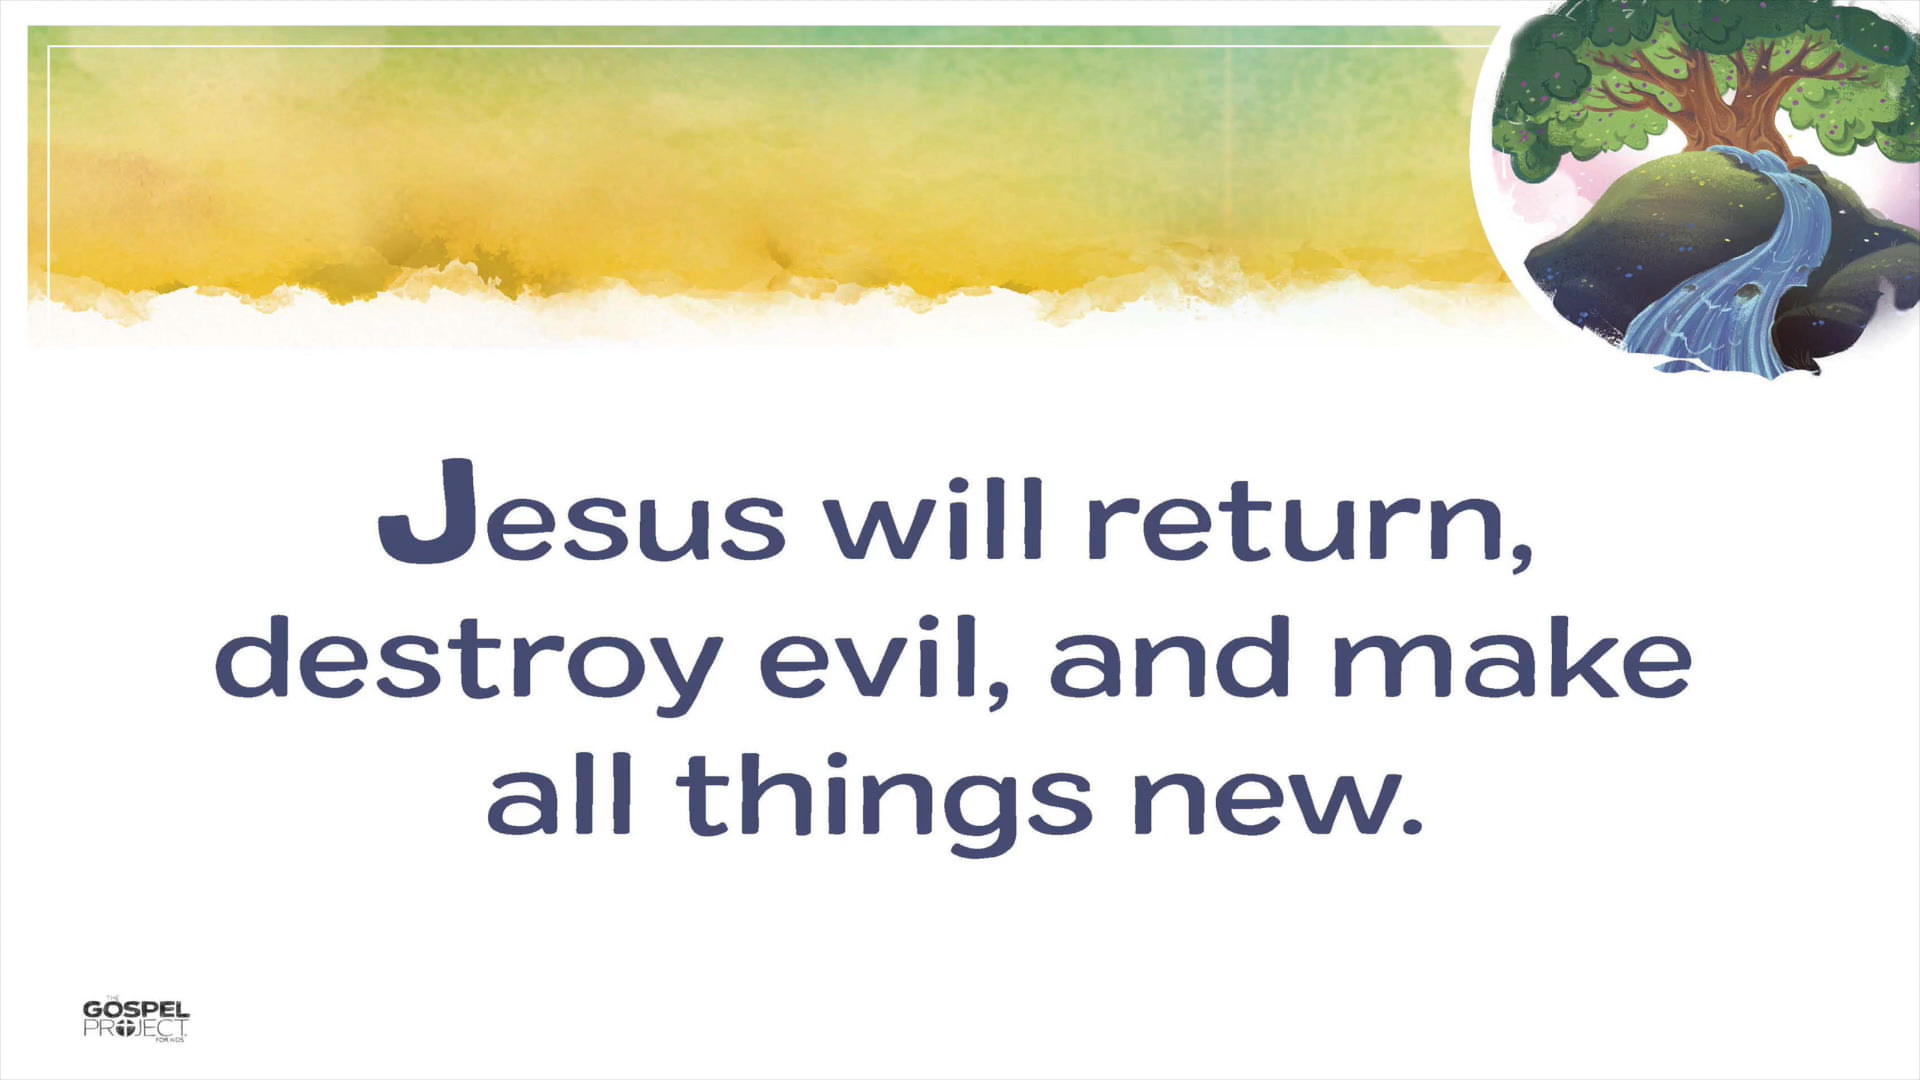 Jesus will return,
destroy evil, and make
all things new.
THE
GOSPEL
PROJECT
FOR KIDS